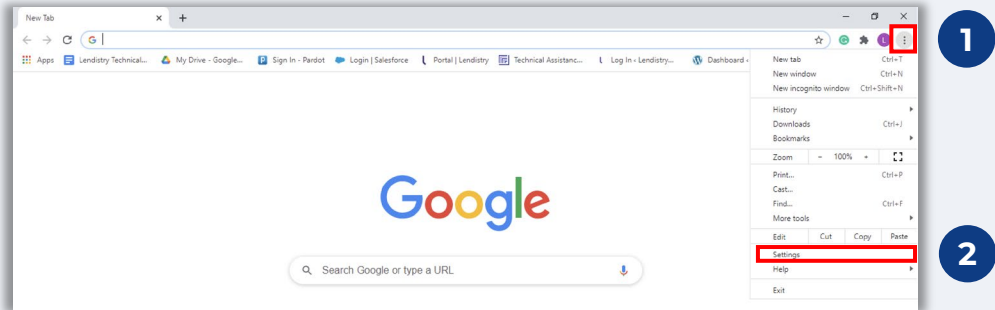 New Tab
G
Apps Lendistry Technical... My Drive - Google... Sign In - Pardot Login | Salesforce Portal | Lendistry Technical Assistanc... Log In ‹ Lendistry... Dashboard ‹
L
1
New tab Ctrl+T
New window Ctrl+N
New incognito window Ctrl+Shift+N
History
Downloads Ctrl+J
Bookmarks
Zoom - 100% +
Print... Ctrl+P
Cast...
Find... Ctrl+F
More tools
Edit Cut Copy Paste
Settings
2
Help
Exit
Google
Search Google or type a URL